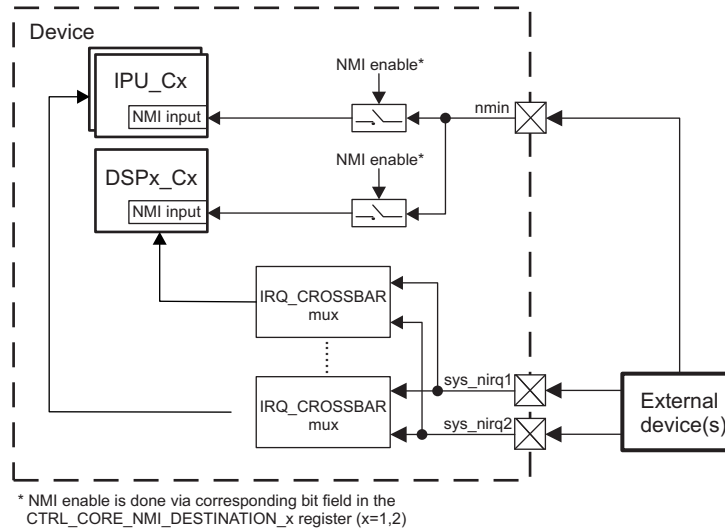 Device
IPU_Cx
NMI input
NMI enable*
nmin
DSPx_Cx
NMI input
NMI enable*
IRQ_CROSSBAR
mux
IRQ_CROSSBAR
mux
sys_nirq1
sys_nirq2
External
device(s)
* NMI enable is done via corresponding bit field in the
CTRL_CORE_NMI_DESTINATION_x register (x=1,2)